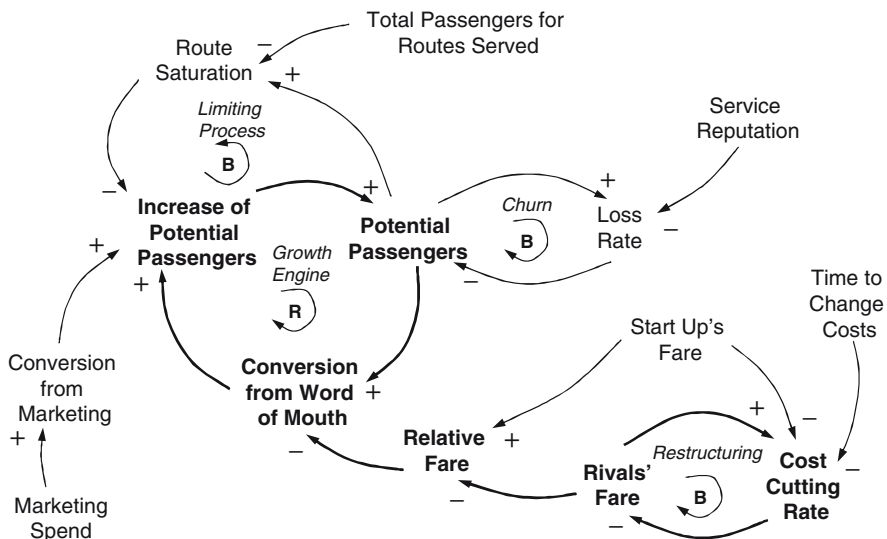 Total Passengers for
Routes Served
−
Route
Saturation
+
Limiting
Process
B
Service
Reputation
−
+
+
Increase of
Potential
Passengers
Potential
Passengers
Churn
B
Loss
Rate
−
+
+
Growth
Engine
R
−
Time to
Change
Costs
Start Up's
Fare
Conversion
from
Marketing
Conversion
from Word
of Mouth
+
+
−
Relative
Fare
+
+
−
Restructuring
B
Rivals'
Fare
Cost
Cutting
Rate
−
−
−
Marketing
Spend